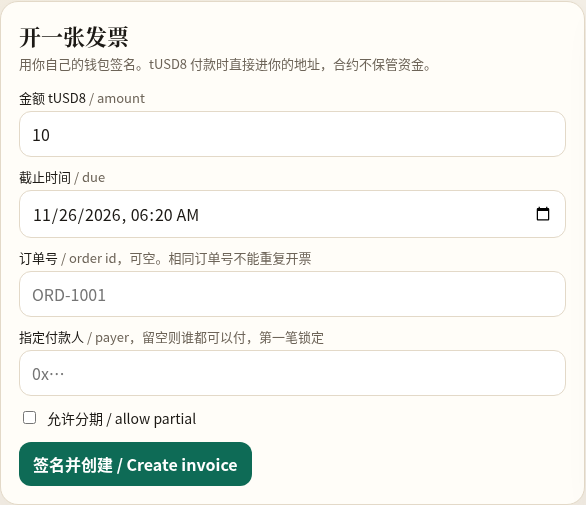 开一张发票
用你自己的钱包签名。tUSD8 付款时直接进你的地址，合约不保管资金。
金额 tUSD8 / amount
10
截止时间 / due
11/26/2026, 06:20 AM
订单号 / order id，可空。相同订单号不能重复开票
ORD-1001
指定付款人 / payer，留空则谁都可以付，第一笔锁定
0x…
允许分期 / allow partial
签名并创建 / Create invoice